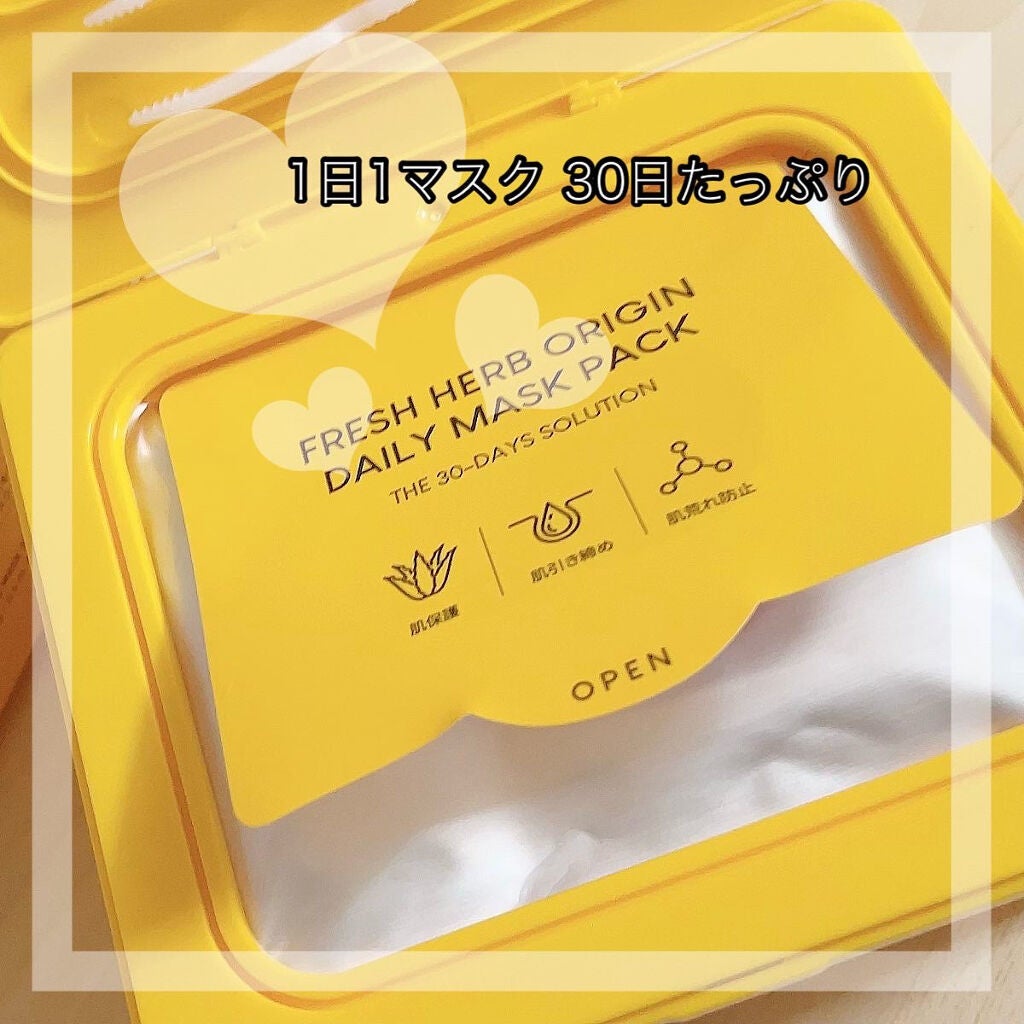 1日1マスク 30日たっぷり
FRESH HERB ORIGIN
DAILY MASK PACK
THE 30-DAYS SOLUTION
肌保護
肌引き締め
肌荒れ防止
OPEN